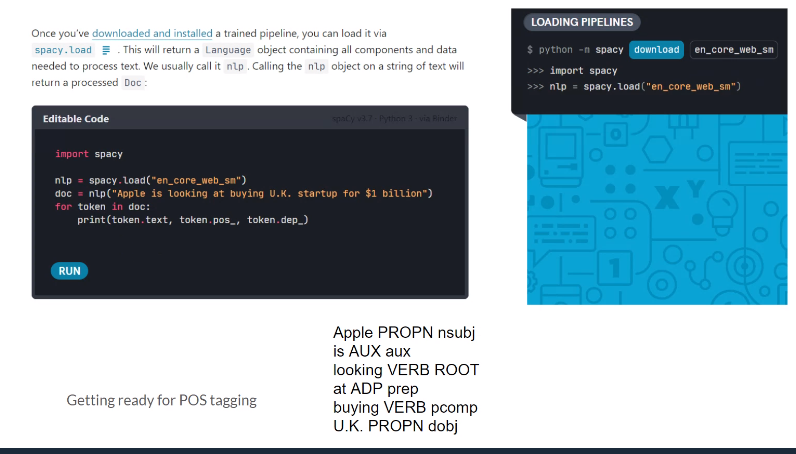 Once you've downloaded and installed a trained pipeline, you can load it via
spacy.load . This will return a Language object containing all components and data
needed to process text. We usually call it nlp . Calling the nlp object on a string of text will
return a processed Doc :
Editable Code
spaCy v3.7 · Python 3 · via Binder
import spacy
nlp = spacy.load("en_core_web_sm")
doc = nlp("Apple is looking at buying U.K. startup for $1 billion")
for token in doc:
print(token.text, token.pos_, token.dep_)
RUN
LOADING PIPELINES
$ python -m spacy download en_core_web_sm
>>> import spacy
>>> nlp = spacy.load("en_core_web_sm")
X Y
1
Getting ready for POS tagging
Apple PROPN nsubj
is AUX aux
looking VERB ROOT
at ADP prep
buying VERB pcomp
U.K. PROPN dobj